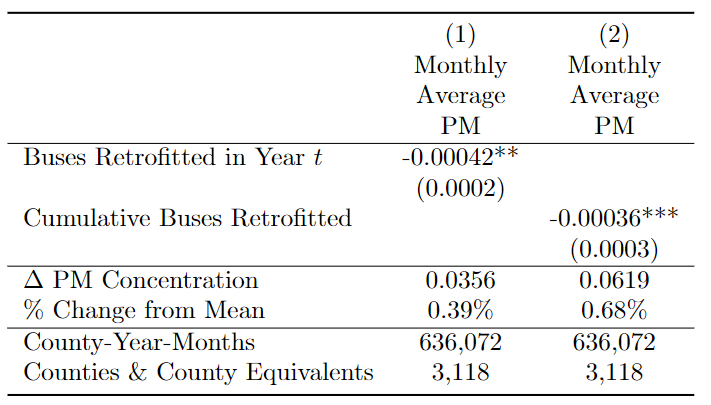 (1) (2)
Monthly Monthly
Average Average
PM PM
Buses Retrofitted in Year t -0.00042**
(0.0002)
Cumulative Buses Retrofitted -0.00036***
(0.0003)
Δ PM Concentration 0.0356 0.0619
% Change from Mean 0.39% 0.68%
County-Year-Months 636,072 636,072
Counties & County Equivalents 3,118 3,118